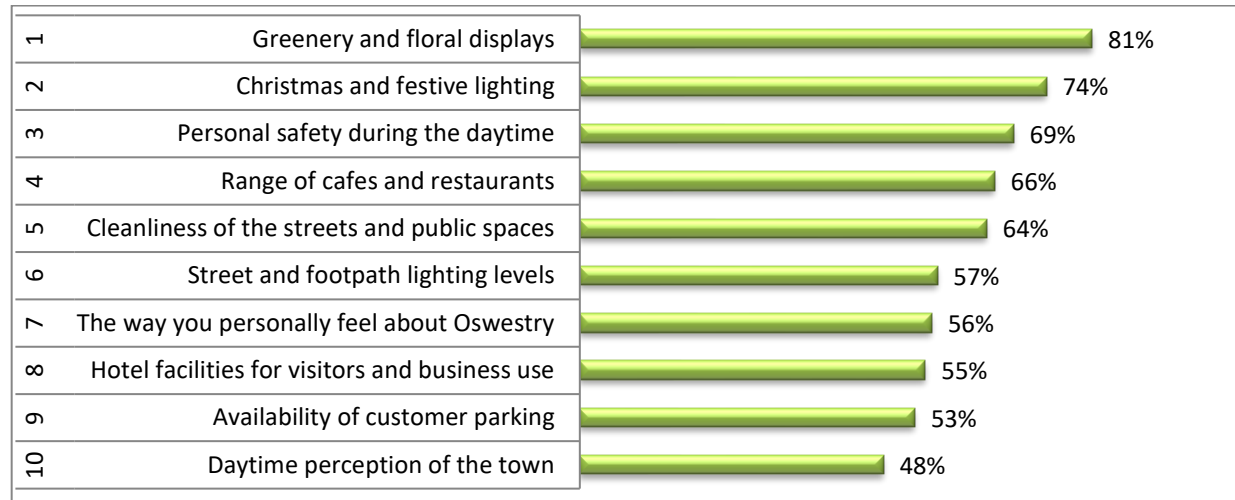 1 Greenery and floral displays 81%
2 Christmas and festive lighting 74%
3 Personal safety during the daytime 69%
4 Range of cafes and restaurants 66%
5 Cleanliness of the streets and public spaces 64%
6 Street and footpath lighting levels 57%
7 The way you personally feel about Oswestry 56%
8 Hotel facilities for visitors and business use 55%
9 Availability of customer parking 53%
10 Daytime perception of the town 48%